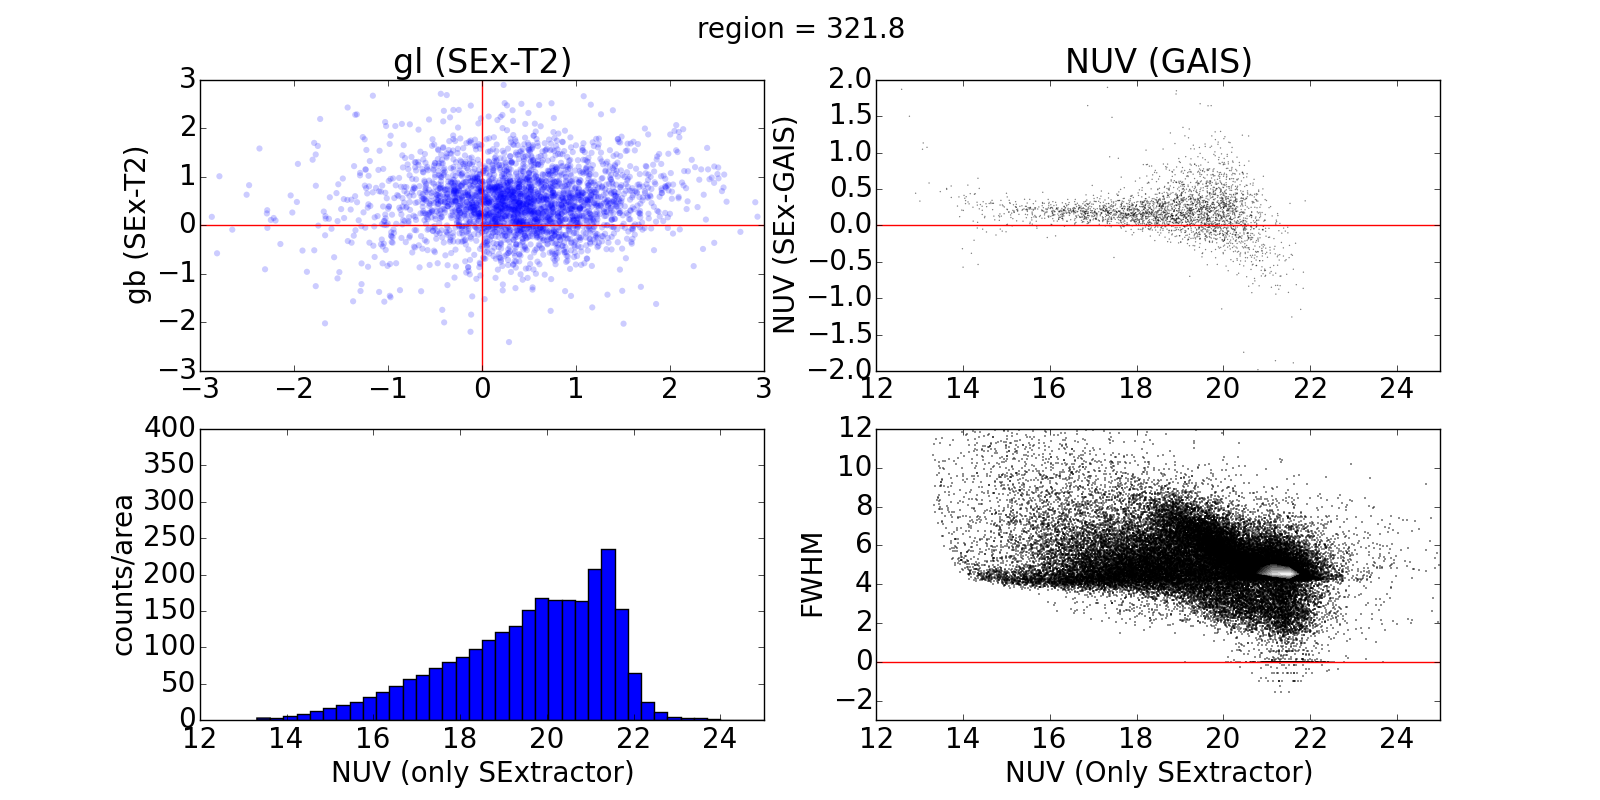 region = 321.8
gl (SEx-T2)
NUV (GAIS)
3
2
1
0
−1
−2
−3
gb (SEx-T2)
−3 −2 −1 0 1 2 3
2.0
1.5
1.0
0.5
0.0
−0.5
−1.0
−1.5
−2.0
NUV (SEx-GAIS)
12 14 16 18 20 22 24
400
350
300
250
200
150
100
50
0
counts/area
12 14 16 18 20 22 24
NUV (only SExtractor)
12
10
8
6
4
2
0
−2
FWHM
12 14 16 18 20 22 24
NUV (Only SExtractor)